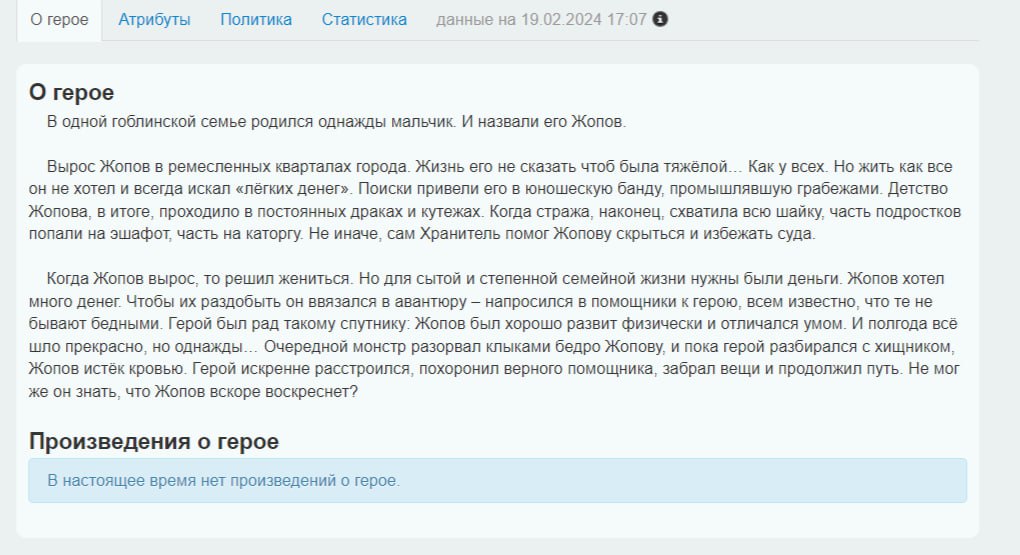 О герое Атрибуты Политика Статистика данные на 19.02.2024 17:07
О герое
В одной гоблинской семье родился однажды мальчик. И назвали его Жопов.
Вырос Жопов в ремесленных кварталах города. Жизнь его не сказать чтоб была тяжёлой… Как у всех. Но жить как все
он не хотел и всегда искал «лёгких денег». Поиски привели его в юношескую банду, промышлявшую грабежами. Детство
Жопова, в итоге, проходило в постоянных драках и кутежах. Когда стража, наконец, схватила всю шайку, часть подростков
попали на эшафот, часть на каторгу. Не иначе, сам Хранитель помог Жопову скрыться и избежать суда.
Когда Жопов вырос, то решил жениться. Но для сытой и степенной семейной жизни нужны были деньги. Жопов хотел
много денег. Чтобы их раздобыть он ввязался в авантюру – напросился в помощники к герою, всем известно, что те не
бывают бедными. Герой был рад такому спутнику: Жопов был хорошо развит физически и отличался умом. И полгода всё
шло прекрасно, но однажды… Очередной монстр разорвал клыками бедро Жопову, и пока герой разбирался с хищником,
Жопов истёк кровью. Герой искренне расстроился, похоронил верного помощника, забрал вещи и продолжил путь. Не мог
же он знать, что Жопов вскоре воскреснет?
Произведения о герое
В настоящее время нет произведений о герое.